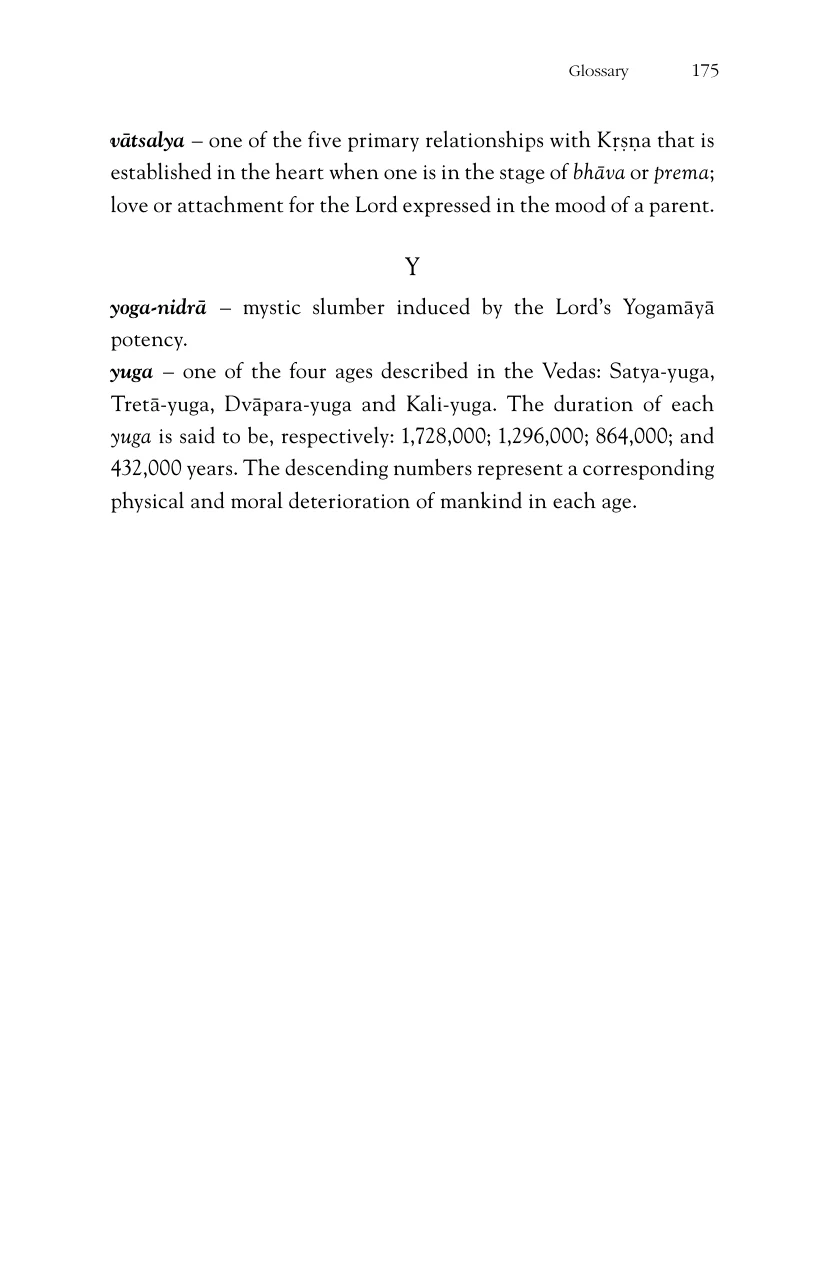 Glossary 175
vātsalya – one of the five primary relationships with Kṛṣṇa that is
established in the heart when one is in the stage of bhāva or prema;
love or attachment for the Lord expressed in the mood of a parent.
Y
yoga-nidrā – mystic slumber induced by the Lord’s Yogamāyā
potency.
yuga – one of the four ages described in the Vedas: Satya-yuga,
Tretā-yuga, Dvāpara-yuga and Kali-yuga. The duration of each
yuga is said to be, respectively: 1,728,000; 1,296,000; 864,000; and
432,000 years. The descending numbers represent a corresponding
physical and moral deterioration of mankind in each age.